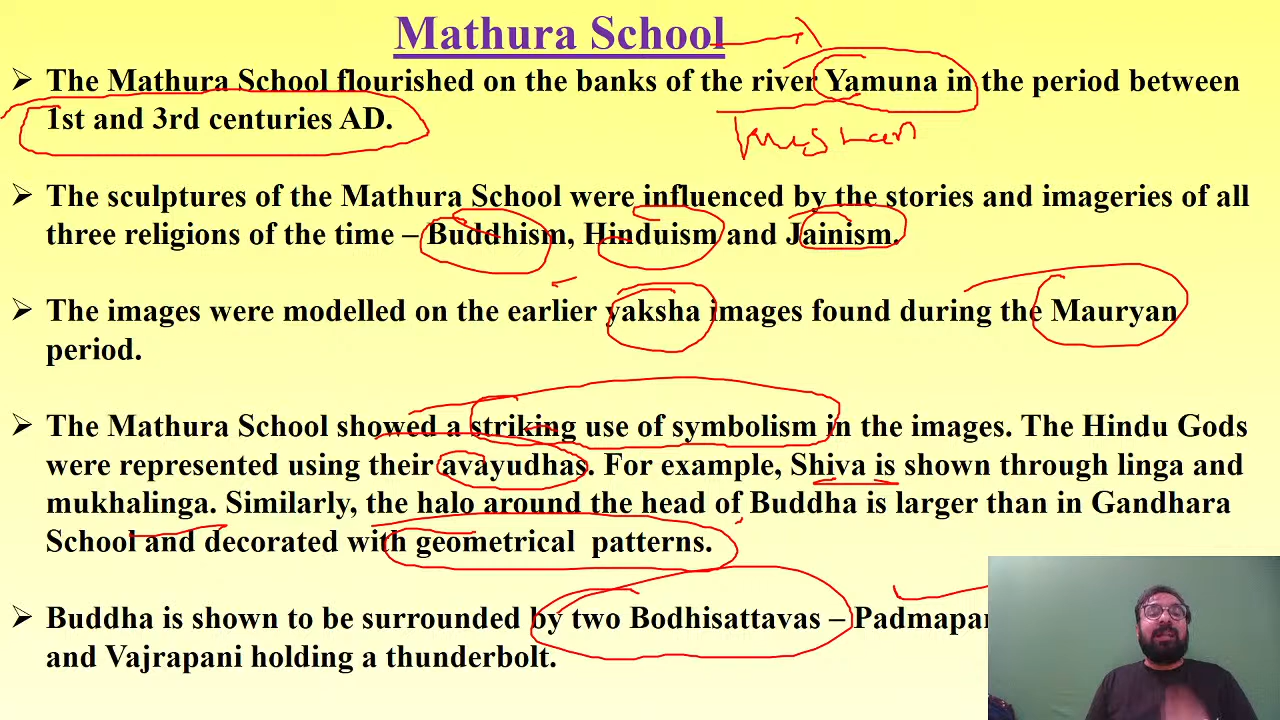 Mathura School
➢ The Mathura School flourished on the banks of the river Yamuna in the period between
1st and 3rd centuries AD.
Kushan
➢ The sculptures of the Mathura School were influenced by the stories and imageries of all
three religions of the time – Buddhism, Hinduism and Jainism.
➢ The images were modelled on the earlier yaksha images found during the Mauryan
period.
➢ The Mathura School showed a striking use of symbolism in the images. The Hindu Gods
were represented using their avayudhas. For example, Shiva is shown through linga and
mukhalinga. Similarly, the halo around the head of Buddha is larger than in Gandhara
School and decorated with geometrical patterns.
➢ Buddha is shown to be surrounded by two Bodhisattavas – Padmapan
and Vajrapani holding a thunderbolt.